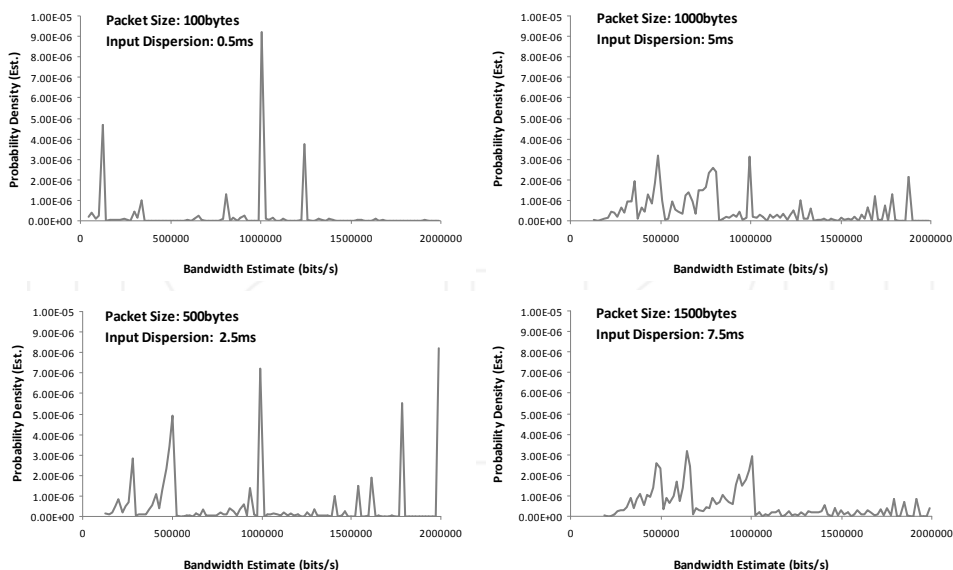 Packet Size: 100bytes
Input Dispersion: 0.5ms
Probability Density (Est.)
1.00E-05
9.00E-06
8.00E-06
7.00E-06
6.00E-06
5.00E-06
4.00E-06
3.00E-06
2.00E-06
1.00E-06
0.00E+00
0 500000 1000000 1500000 2000000
Bandwidth Estimate (bits/s)
Packet Size: 1000bytes
Input Dispersion: 5ms
Probability Density (Est.)
1.00E-05
9.00E-06
8.00E-06
7.00E-06
6.00E-06
5.00E-06
4.00E-06
3.00E-06
2.00E-06
1.00E-06
0.00E+00
0 500000 1000000 1500000 2000000
Bandwidth Estimate (bits/s)
Packet Size: 500bytes
Input Dispersion: 2.5ms
Probability Density (Est.)
1.00E-05
9.00E-06
8.00E-06
7.00E-06
6.00E-06
5.00E-06
4.00E-06
3.00E-06
2.00E-06
1.00E-06
0.00E+00
0 500000 1000000 1500000 2000000
Bandwidth Estimate (bits/s)
Packet Size: 1500bytes
Input Dispersion: 7.5ms
Probability Density (Est.)
1.00E-05
9.00E-06
8.00E-06
7.00E-06
6.00E-06
5.00E-06
4.00E-06
3.00E-06
2.00E-06
1.00E-06
0.00E+00
0 500000 1000000 1500000 2000000
Bandwidth Estimate (bits/s)